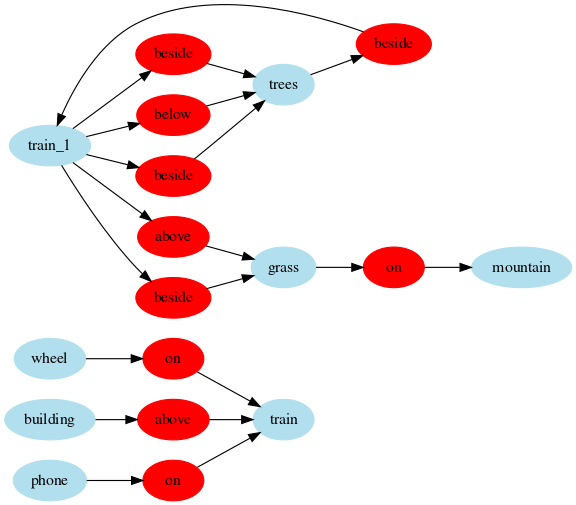 beside
beside
trees
below
train_1
beside
above
grass
on
mountain
beside
wheel
on
building
above
train
phone
on